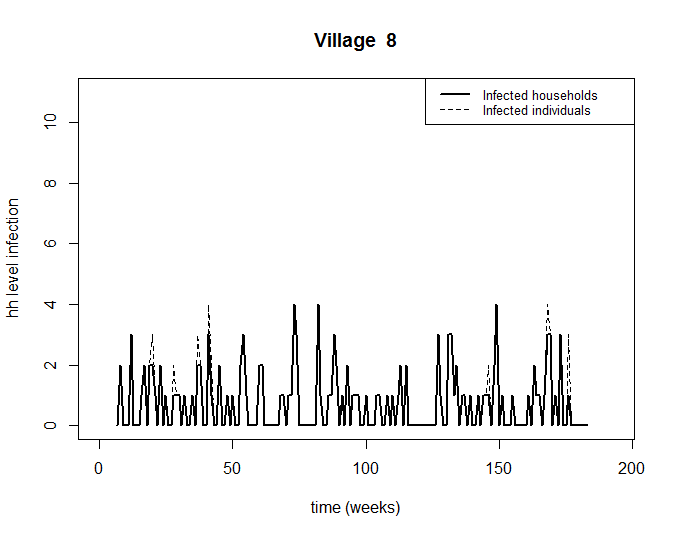 Village 8
Infected households
Infected individuals
hh level infection
10
8
6
4
2
0
0 50 100 150 200
time (weeks)